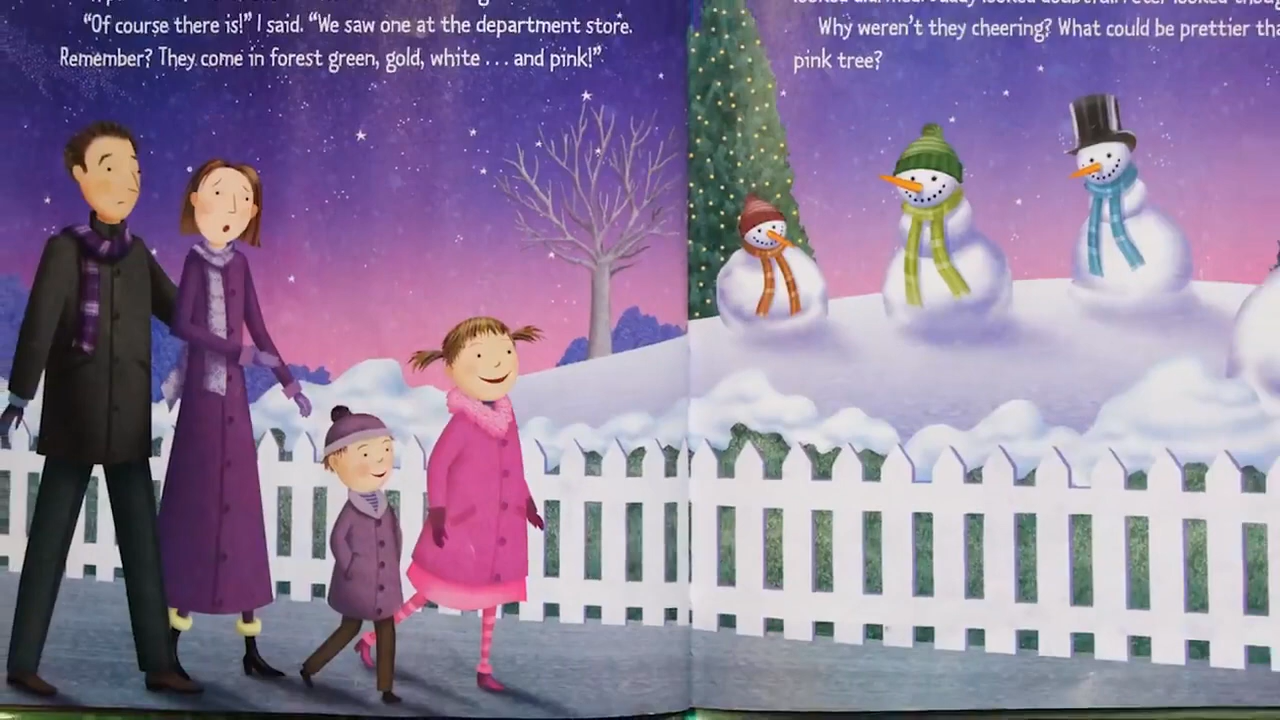 “Of course there is!” I said. “We saw one at the department store.
Remember? They come in forest green, gold, white . . . and pink!”
Why weren’t they cheering? What could be prettier
pink tree?